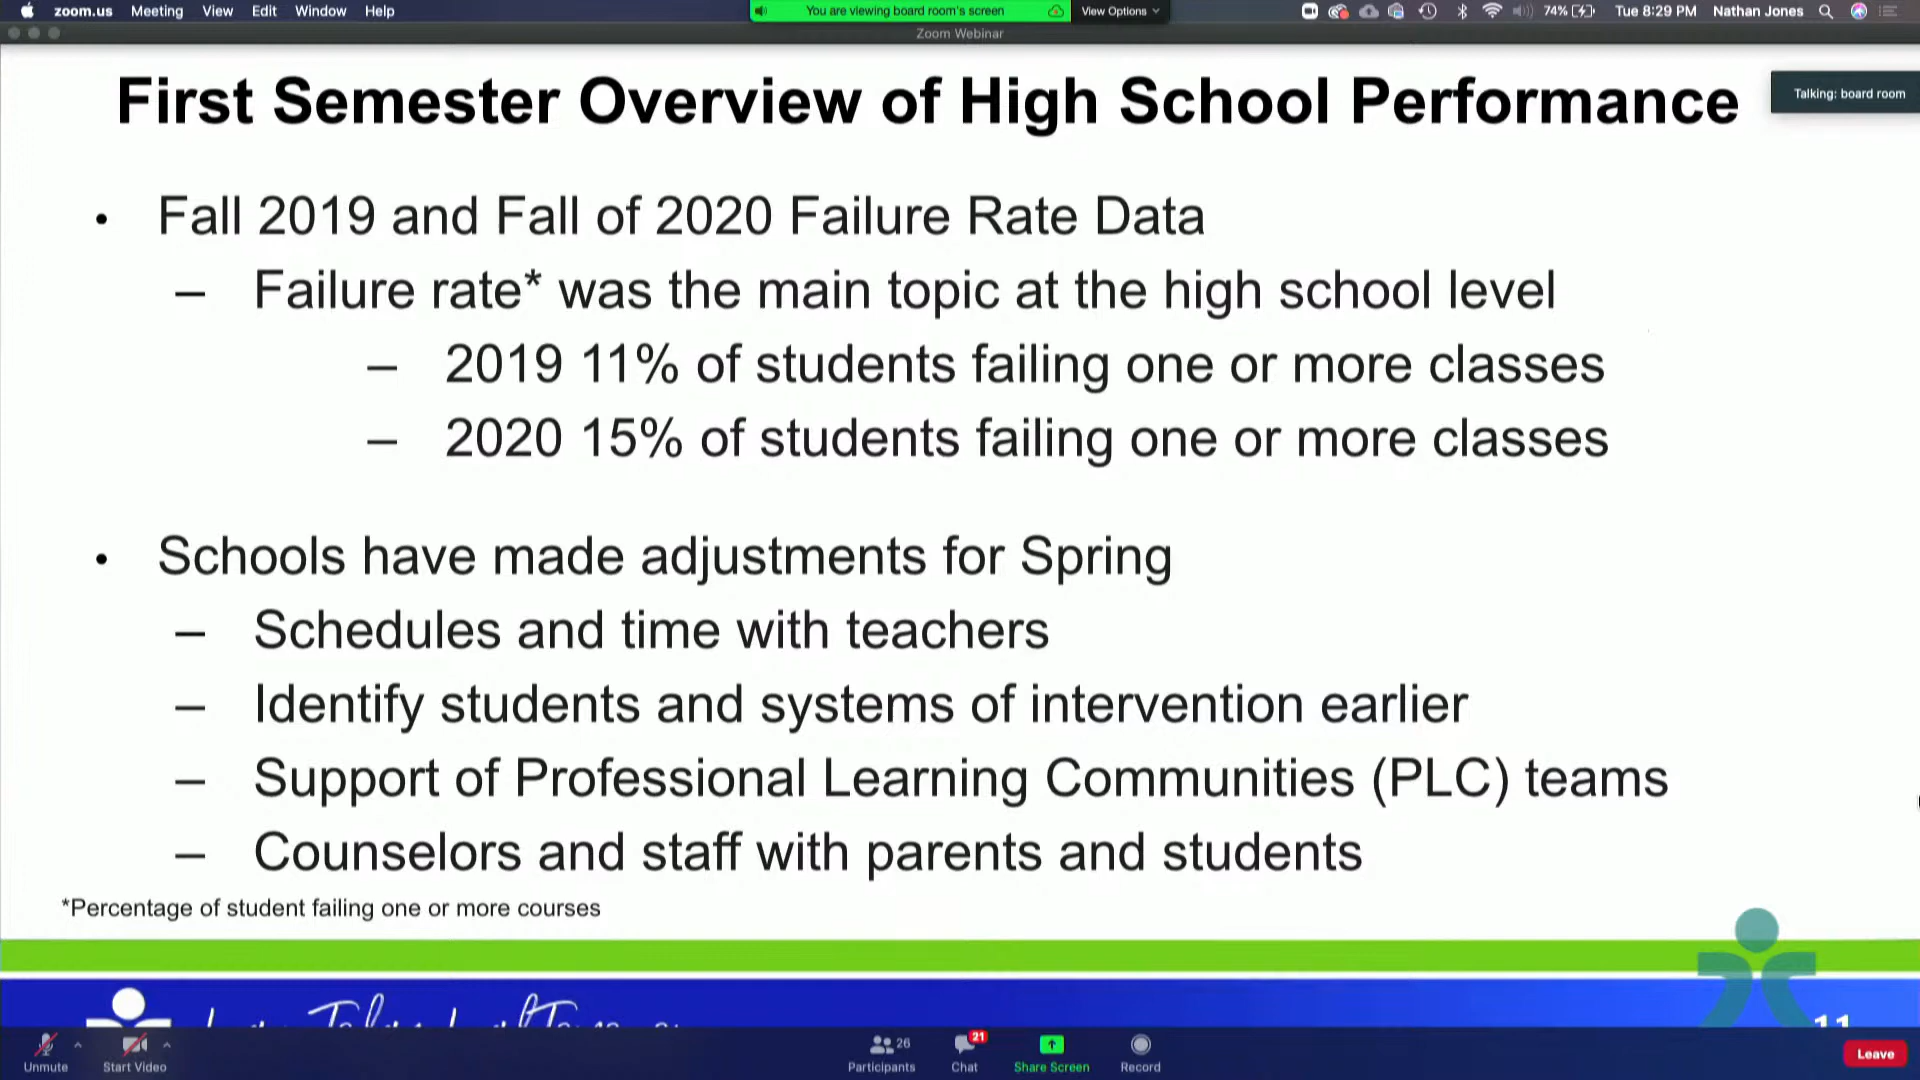 zoom.us Meeting View Edit Window Help
You are viewing board room's screen View Options
74% Tue 8:29 PM Nathan Jones
Zoom Webinar
Talking: board room
First Semester Overview of High School Performance
• Fall 2019 and Fall of 2020 Failure Rate Data
– Failure rate* was the main topic at the high school level
– 2019 11% of students failing one or more classes
– 2020 15% of students failing one or more classes
• Schools have made adjustments for Spring
– Schedules and time with teachers
– Identify students and systems of intervention earlier
– Support of Professional Learning Communities (PLC) teams
– Counselors and staff with parents and students
*Percentage of student failing one or more courses
11
Unmute Start Video 26 Participants 21 Chat Share Screen Record Leave